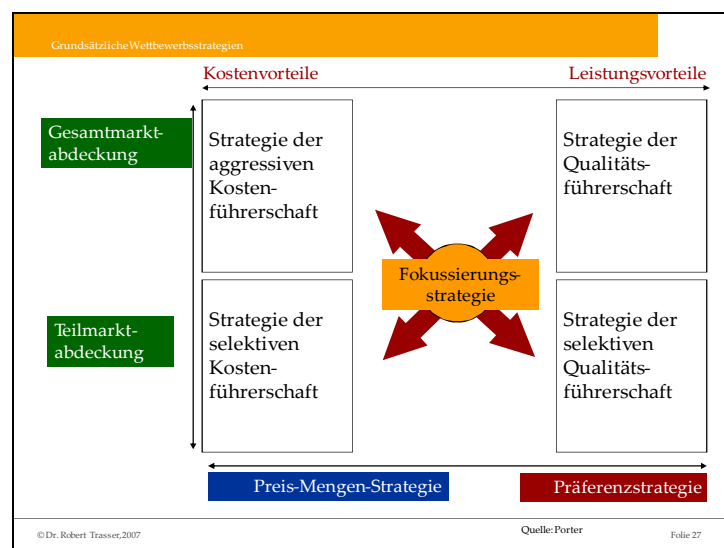 Grundsätzliche Wettbewerbsstrategien
Kostenvorteile
Leistungsvorteile
Gesamtmarkt-
abdeckung
Strategie der
aggressiven
Kosten-
führerschaft
Strategie der
Qualitäts-
führerschaft
Fokussierungs-
strategie
Teilmarkt-
abdeckung
Strategie der
selektiven
Kosten-
führerschaft
Strategie der
selektiven
Qualitäts-
führerschaft
Preis-Mengen-Strategie
Präferenzstrategie
© Dr. Robert Trasser,2007
Quelle: Porter
Folie 27